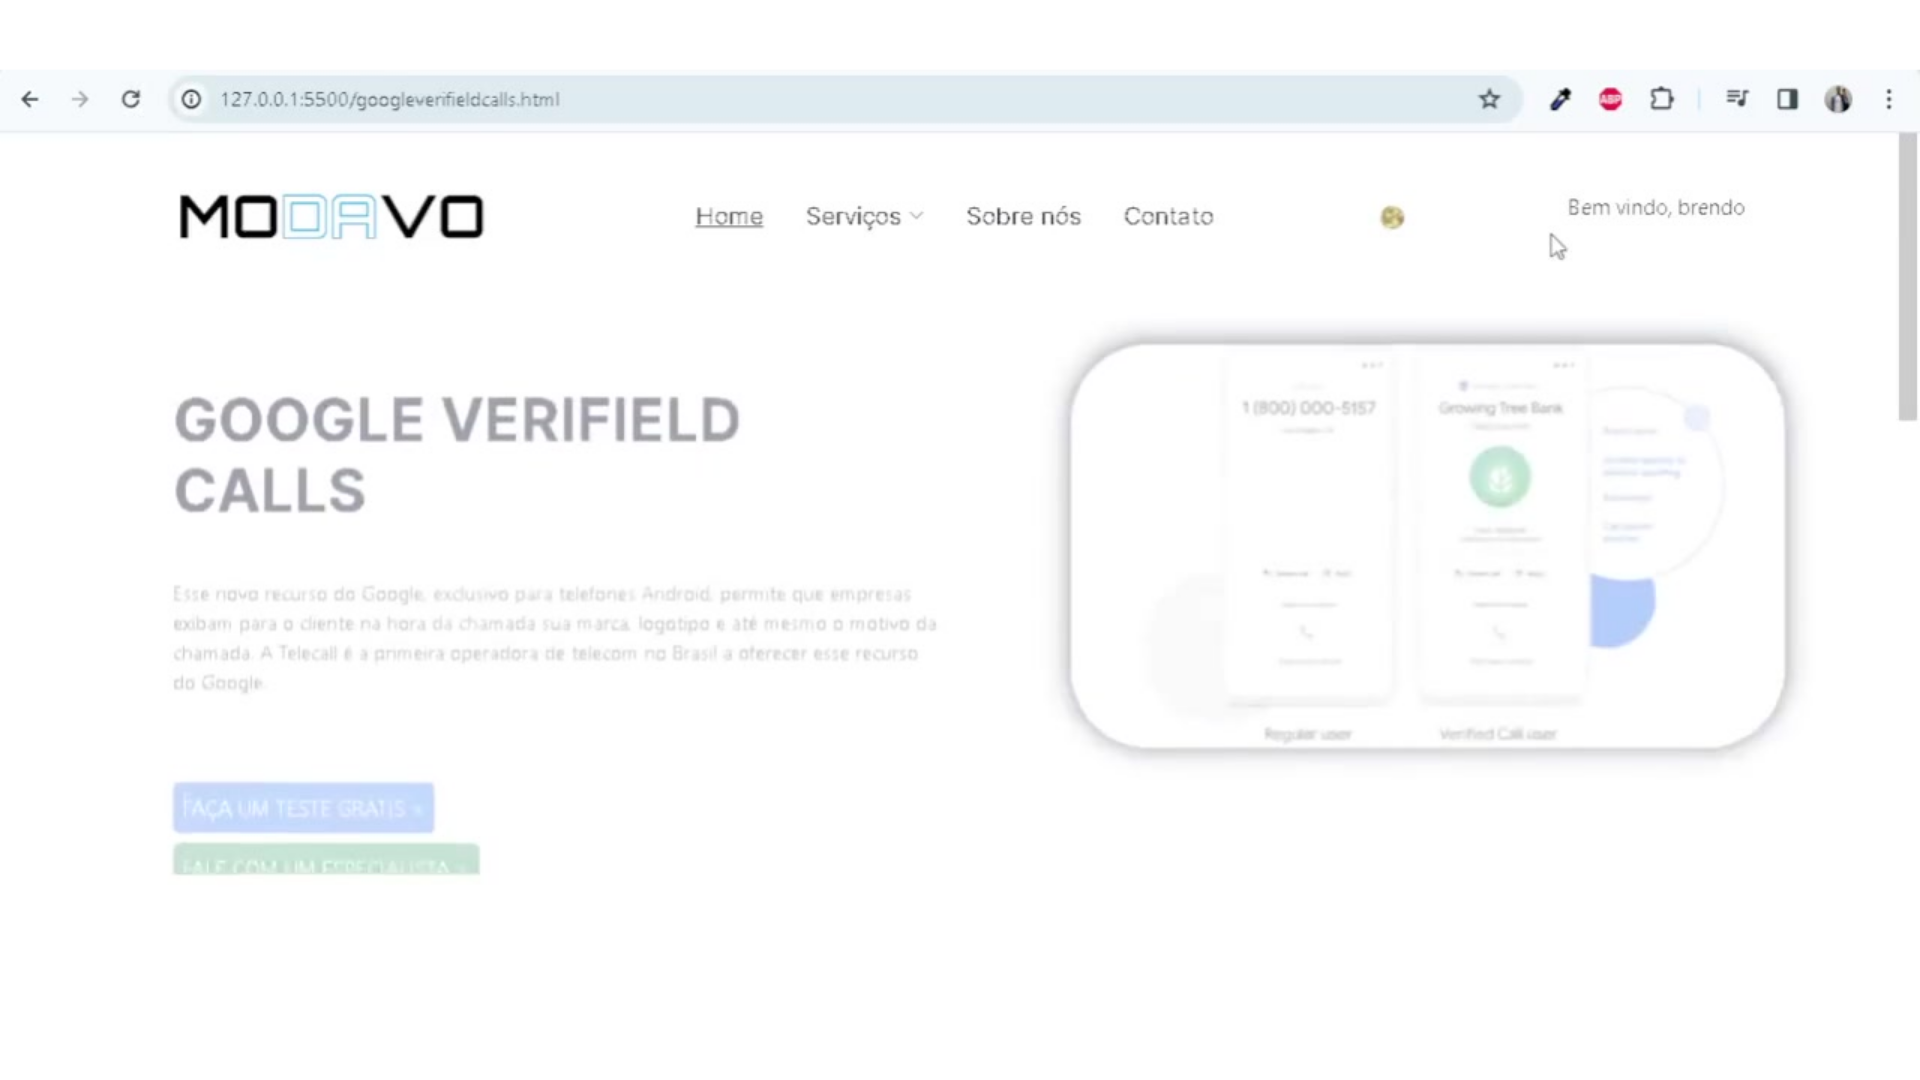 127.0.0.1:5500/googleverifieldcalls.html
ABP
MODAVO
Home
Serviços
Sobre nós
Contato
Bem vindo, brendo
GOOGLE VERIFIELD
CALLS
Esse novo recurso do Google, exclusivo para telefones Android, permite que empresas
exibam para o cliente na hora da chamada sua marca, logotipo e até mesmo o motivo da
chamada. A Telecall é a primeira operadora de telecom no Brasil a oferecer esse recurso
do Google.
FAÇA UM TESTE GRATIS
FALE COM UM ESPECIALISTA
1 (800) 000-5157
Growing Tree Bank
Regular user
Verified Call user